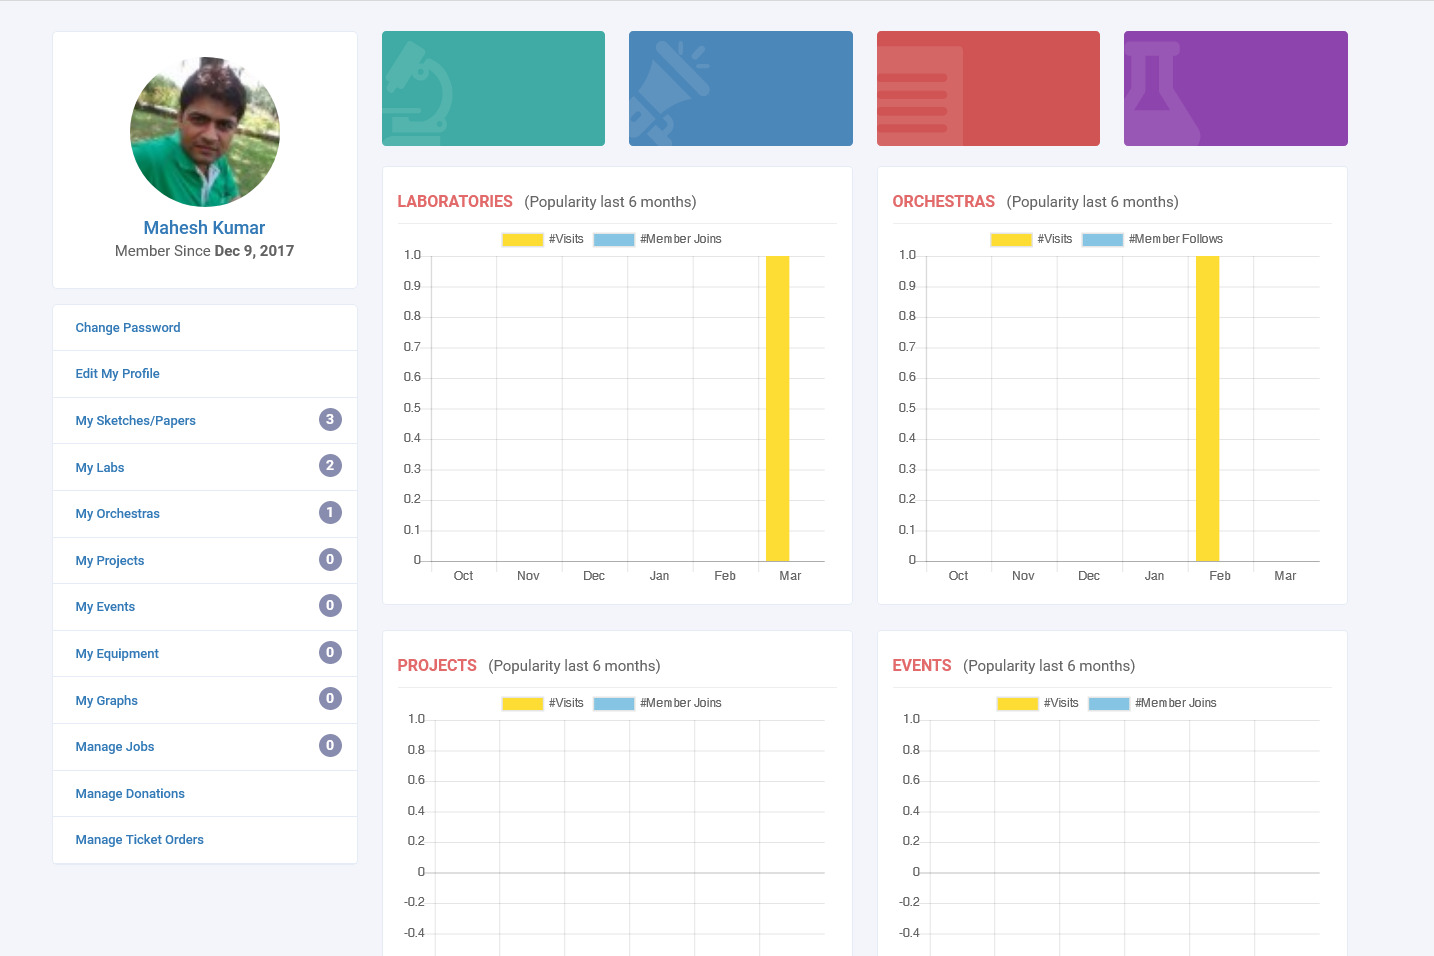 Mahesh Kumar
Member Since Dec 9, 2017
Change Password
Edit My Profile
My Sketches/Papers 3
My Labs 2
My Orchestras 1
My Projects 0
My Events 0
My Equipment 0
My Graphs 0
Manage Jobs 0
Manage Donations
Manage Ticket Orders
LABORATORIES (Popularity last 6 months)
#Visits #Member Joins
1.0
0.9
0.8
0.7
0.6
0.5
0.4
0.3
0.2
0.1
0
Oct Nov Dec Jan Feb Mar
ORCHESTRAS (Popularity last 6 months)
#Visits #Member Follows
1.0
0.9
0.8
0.7
0.6
0.5
0.4
0.3
0.2
0.1
0
Oct Nov Dec Jan Feb Mar
PROJECTS (Popularity last 6 months)
#Visits #Member Joins
1.0
0.8
0.6
0.4
0.2
0
-0.2
-0.4
EVENTS (Popularity last 6 months)
#Visits #Member Joins
1.0
0.8
0.6
0.4
0.2
0
-0.2
-0.4